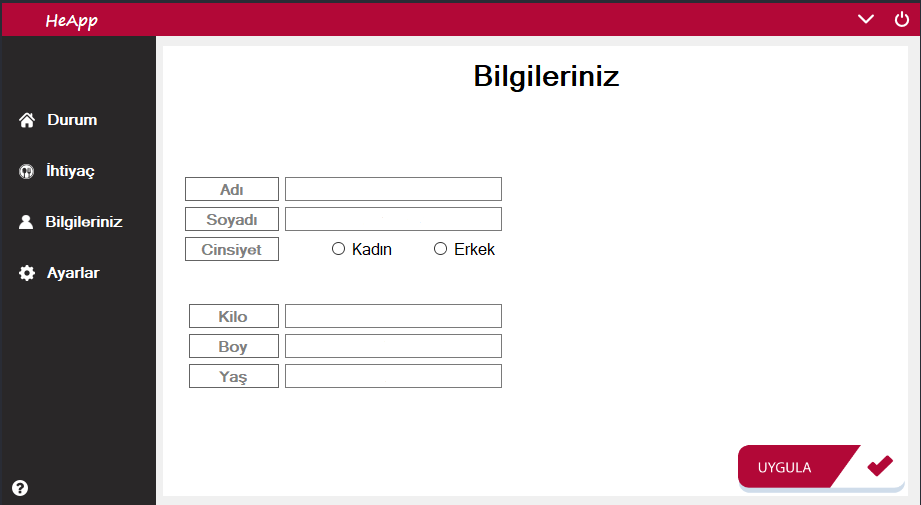 HeApp
Durum
İhtiyaç
Bilgileriniz
Ayarlar
Bilgileriniz
Adı
Soyadı
Cinsiyet
Kadın
Erkek
Kilo
Boy
Yaş
UYGULA
?